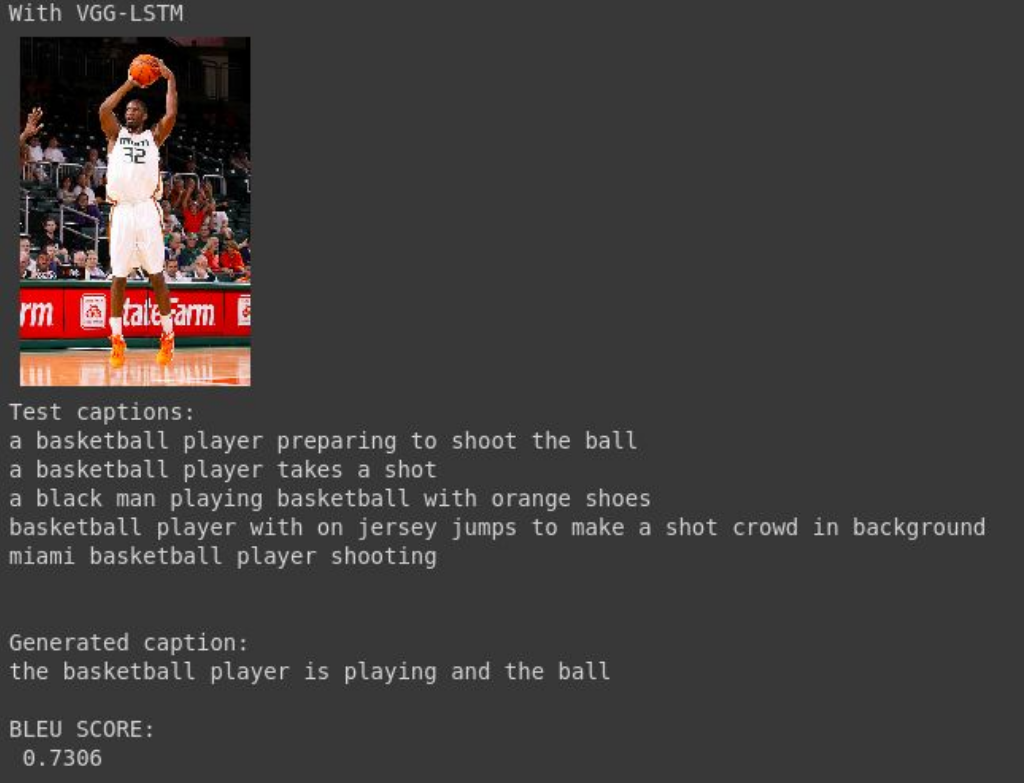 With VGG-LSTM
32
rm
tateFarm
Test captions:
a basketball player preparing to shoot the ball
a basketball player takes a shot
a black man playing basketball with orange shoes
basketball player with on jersey jumps to make a shot crowd in background
miami basketball player shooting
Generated caption:
the basketball player is playing and the ball
BLEU SCORE:
0.7306